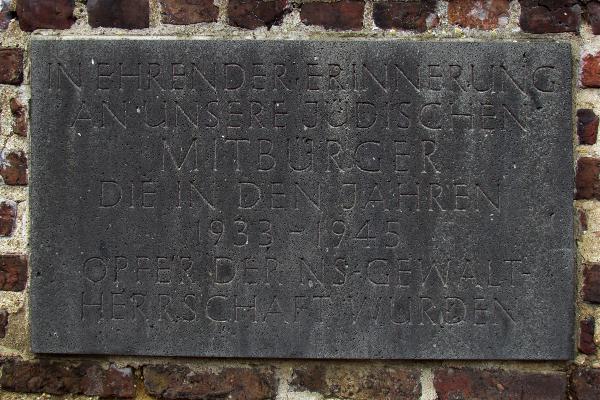 IN EHRENDER ERINNERUNG
AN UNSERE JÜDISCHEN
MITBÜRGER
DIE IN DEN JAHREN
1933-1945
OPFER DER NS-GEWALT-
HERRSCHAFT WURDEN